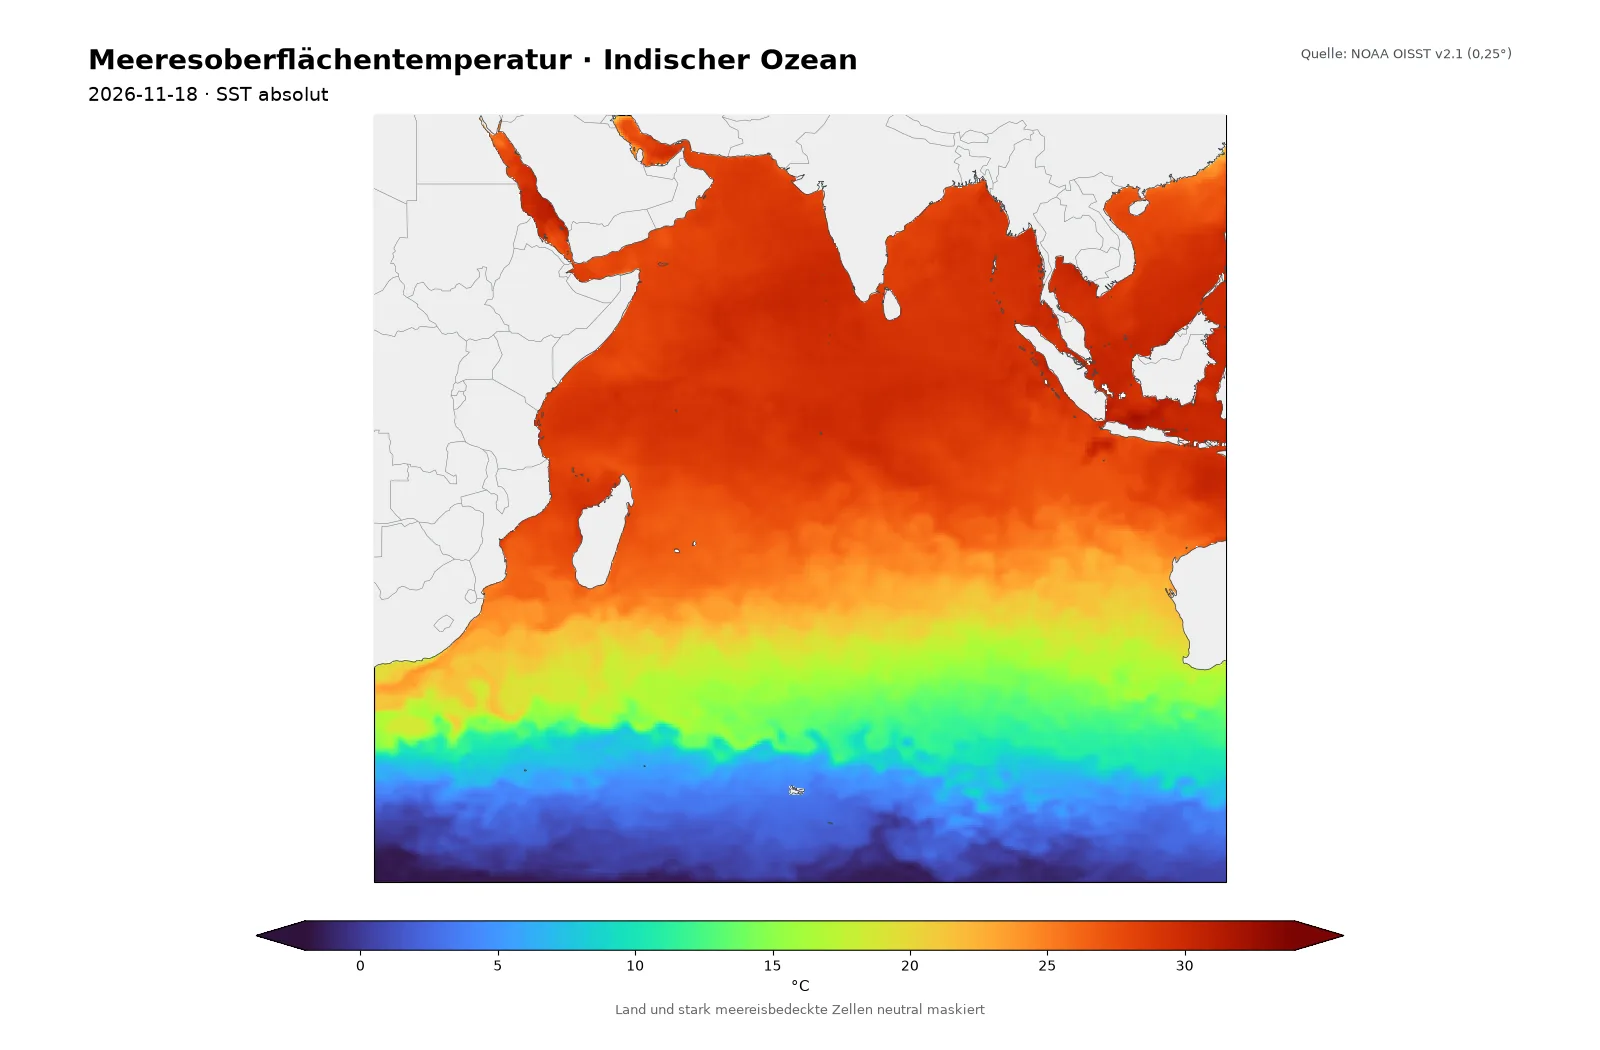 Meeresoberflächentemperatur · Indischer Ozean
Quelle: NOAA OISST v2.1 (0,25°)
2026-11-18 · SST absolut
0 5 10 15 20 25 30
°C
Land und stark meereisbedeckte Zellen neutral maskiert